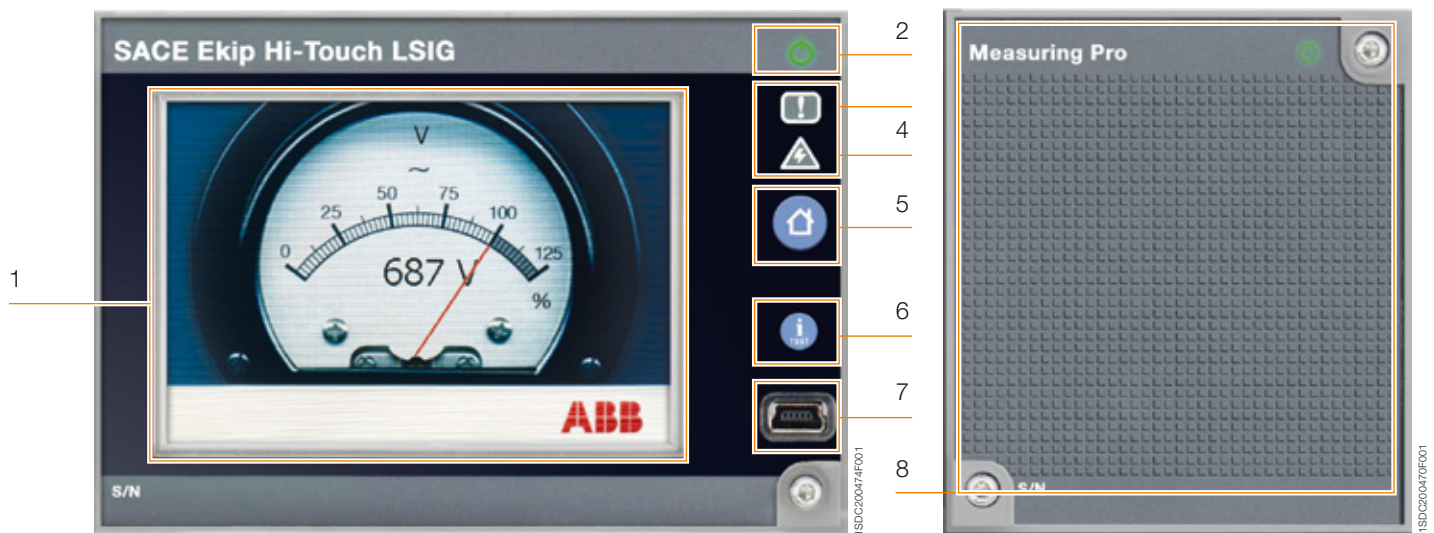 SACE Ekip Hi-Touch LSIG
V
~
0 25 50 75 100 125
687 V
%
ABB
S/N
i
TEST
1
2
4
5
6
7
8
1SDC200474F001
Measuring Pro
S/N
1SDC200470F001